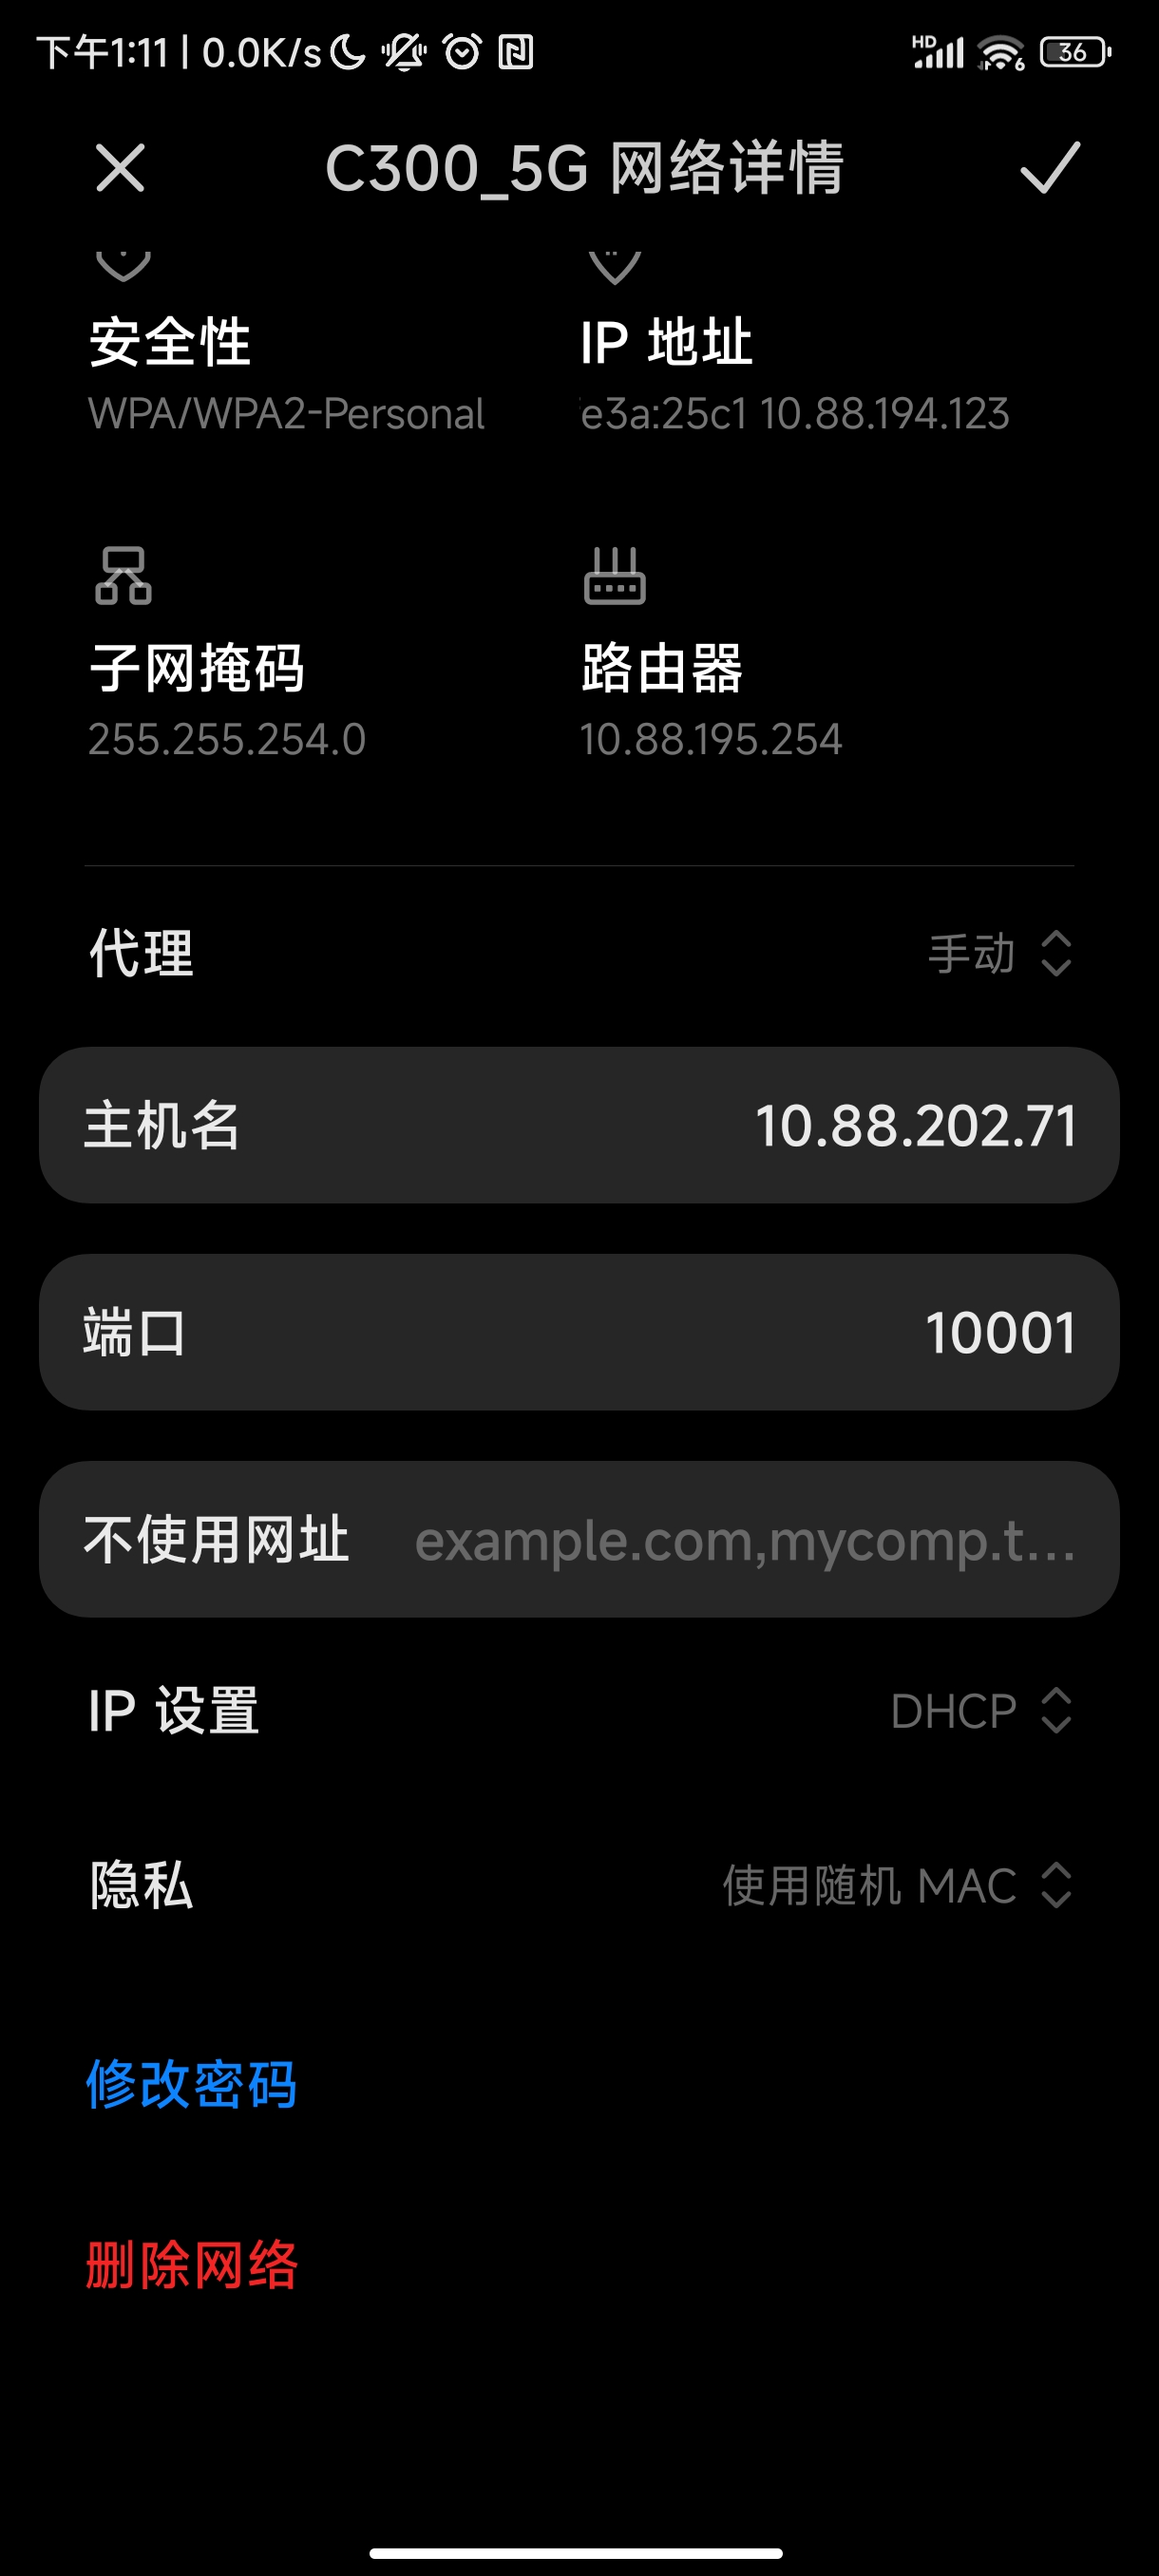 下午1:11 | 0.0K/s HD 6 36
C300_5G 网络详情
安全性 IP 地址
WPA/WPA2-Personal e3a:25c1 10.88.194.123
子网掩码 路由器
255.255.254.0 10.88.195.254
代理 手动
主机名 10.88.202.71
端口 10001
不使用网址 example.com,mycomp.t...
IP 设置 DHCP
隐私 使用随机 MAC
修改密码
删除网络